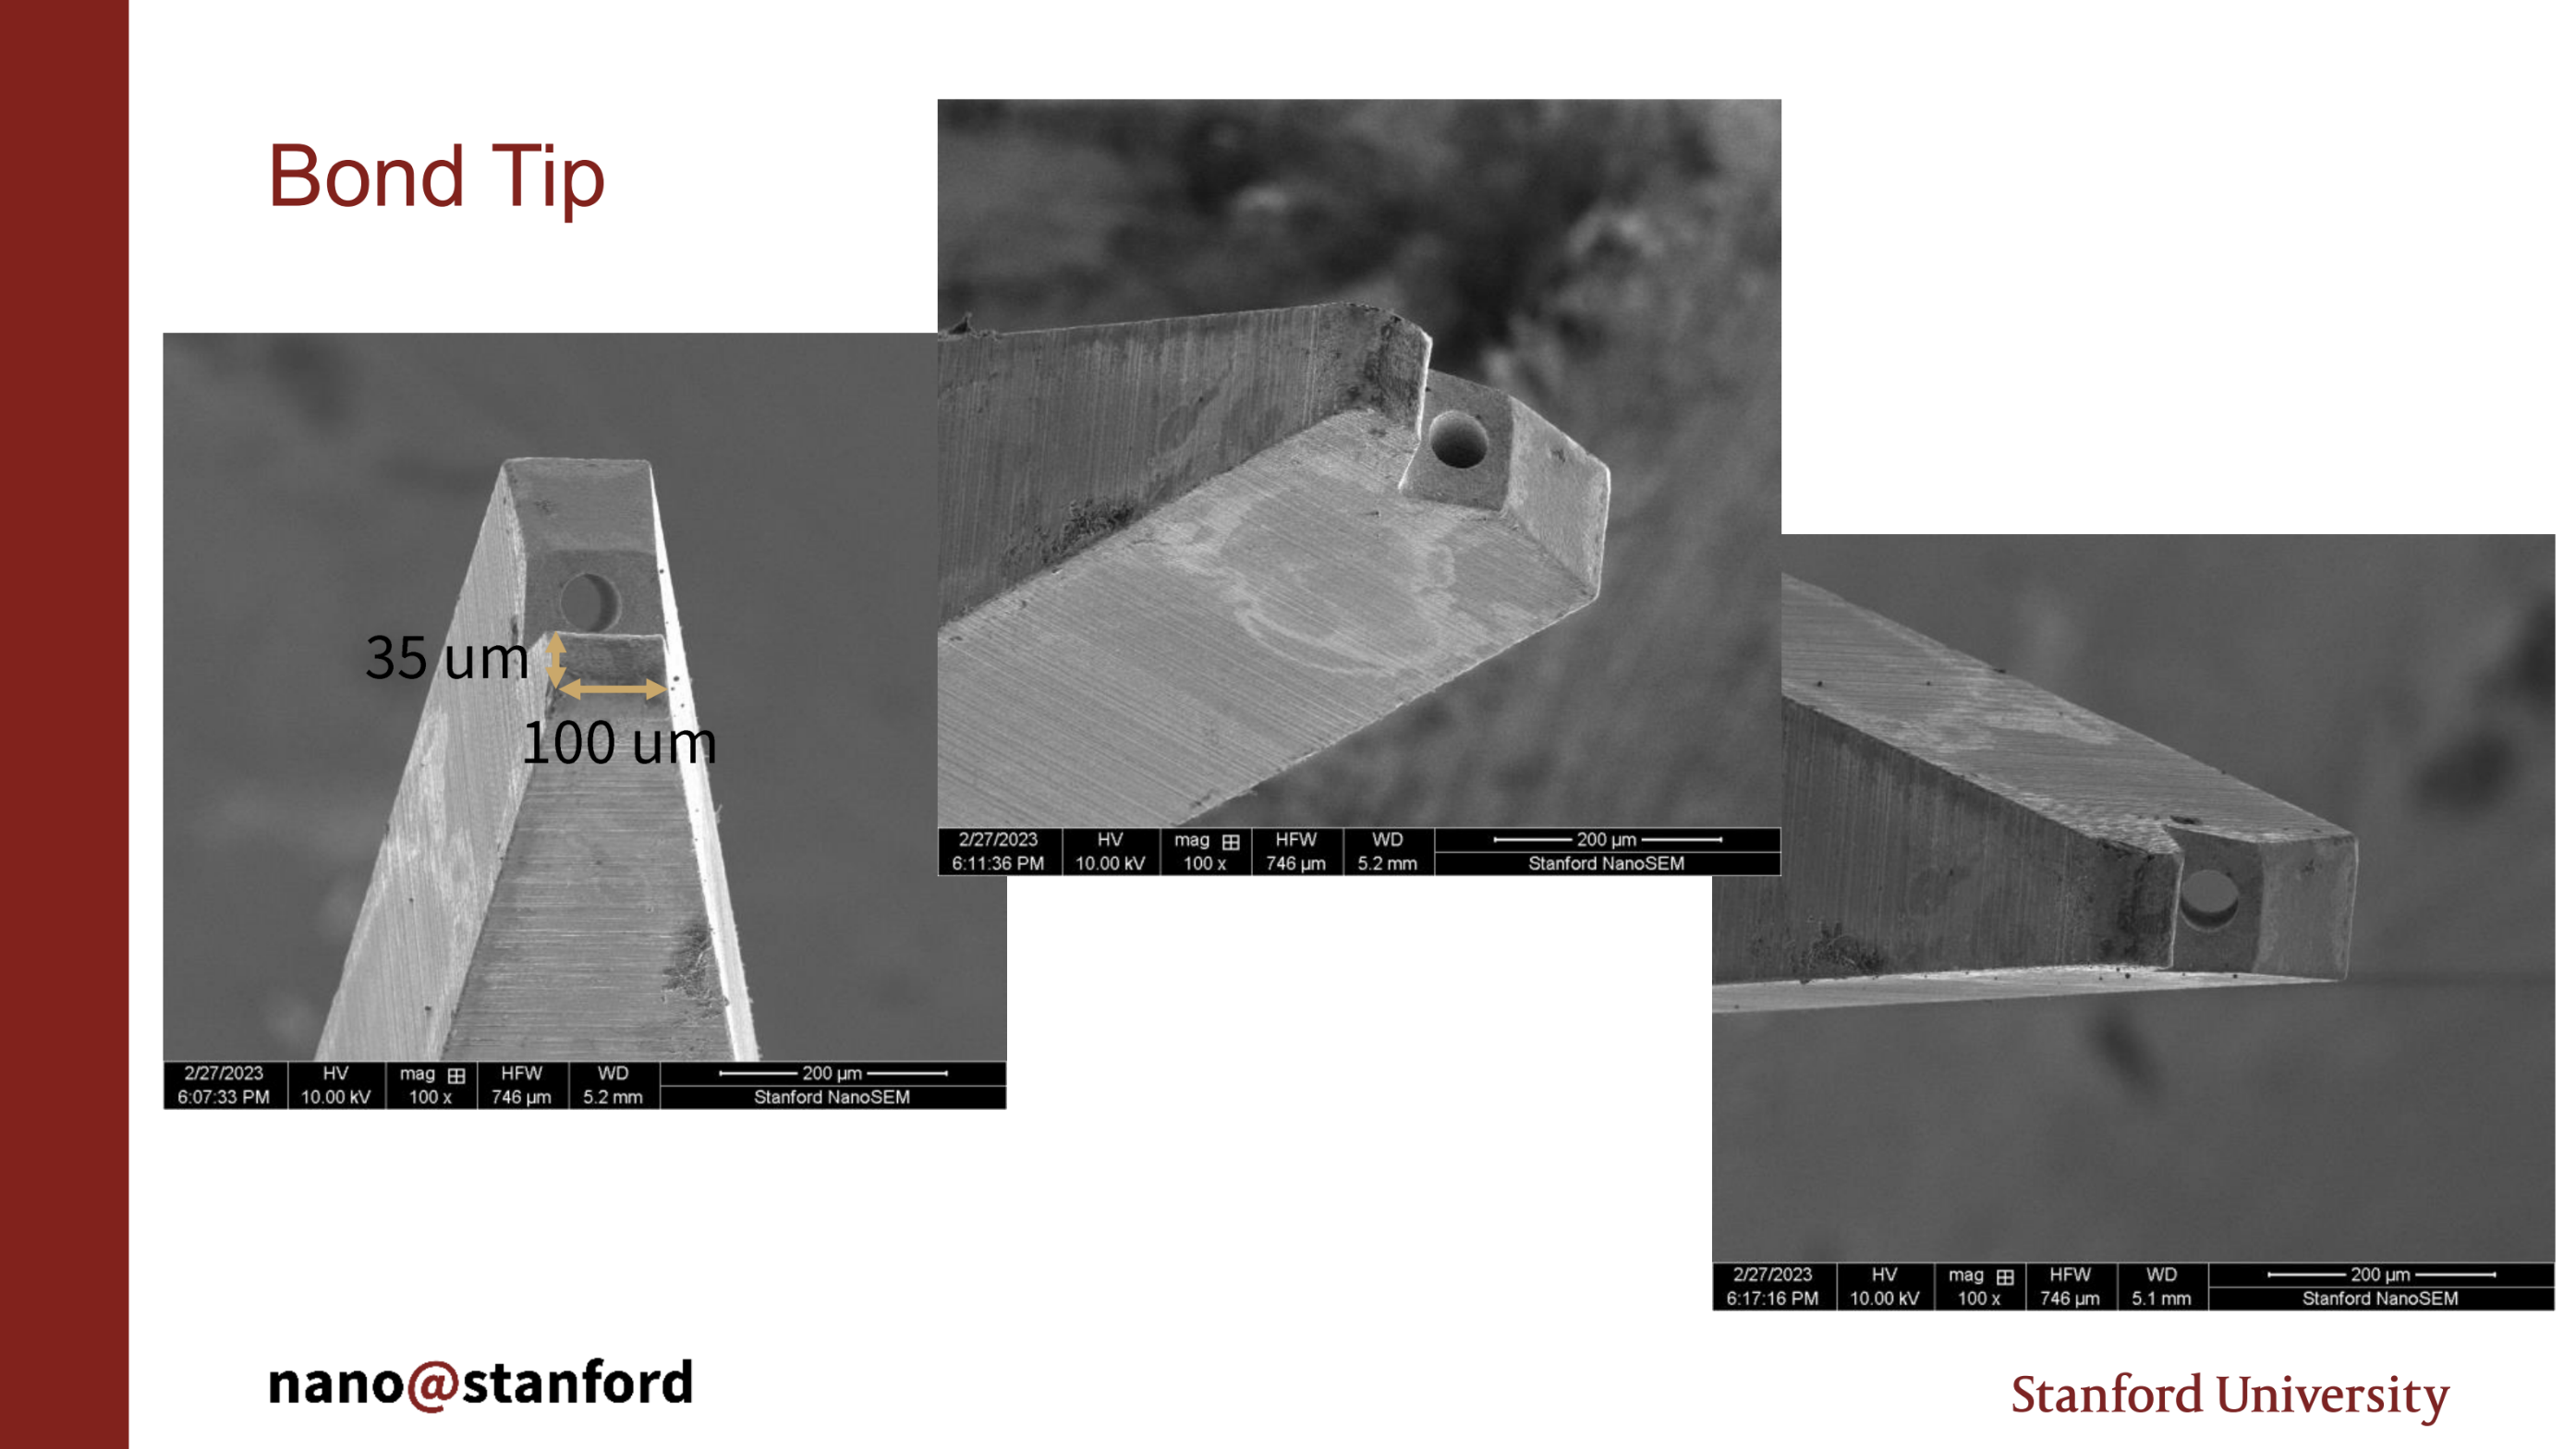 Bond Tip
35 um
100 um
2/27/2023 HV mag HFW WD 200 µm
6:07:33 PM 10.00 kV 100 x 746 µm 5.2 mm Stanford NanoSEM
2/27/2023 HV mag HFW WD 200 µm
6:11:36 PM 10.00 kV 100 x 746 µm 5.2 mm Stanford NanoSEM
2/27/2023 HV mag HFW WD 200 µm
6:17:16 PM 10.00 kV 100 x 746 µm 5.1 mm Stanford NanoSEM
nano@stanford
Stanford University